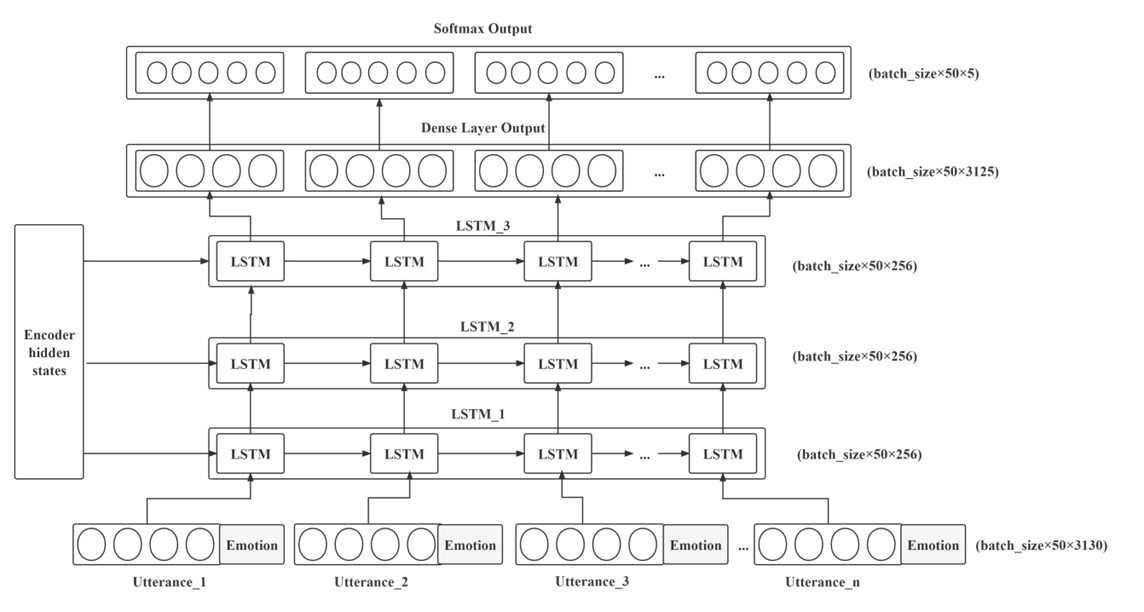 Softmax Output
... (batch_size×50×5)
Dense Layer Output
... (batch_size×50×3125)
LSTM_3
LSTM LSTM LSTM ... LSTM (batch_size×50×256)
Encoder
hidden
states
LSTM_2
LSTM LSTM LSTM ... LSTM (batch_size×50×256)
LSTM_1
LSTM LSTM LSTM ... LSTM (batch_size×50×256)
Emotion Emotion Emotion ... Emotion (batch_size×50×3130)
Utterance_1 Utterance_2 Utterance_3 Utterance_n